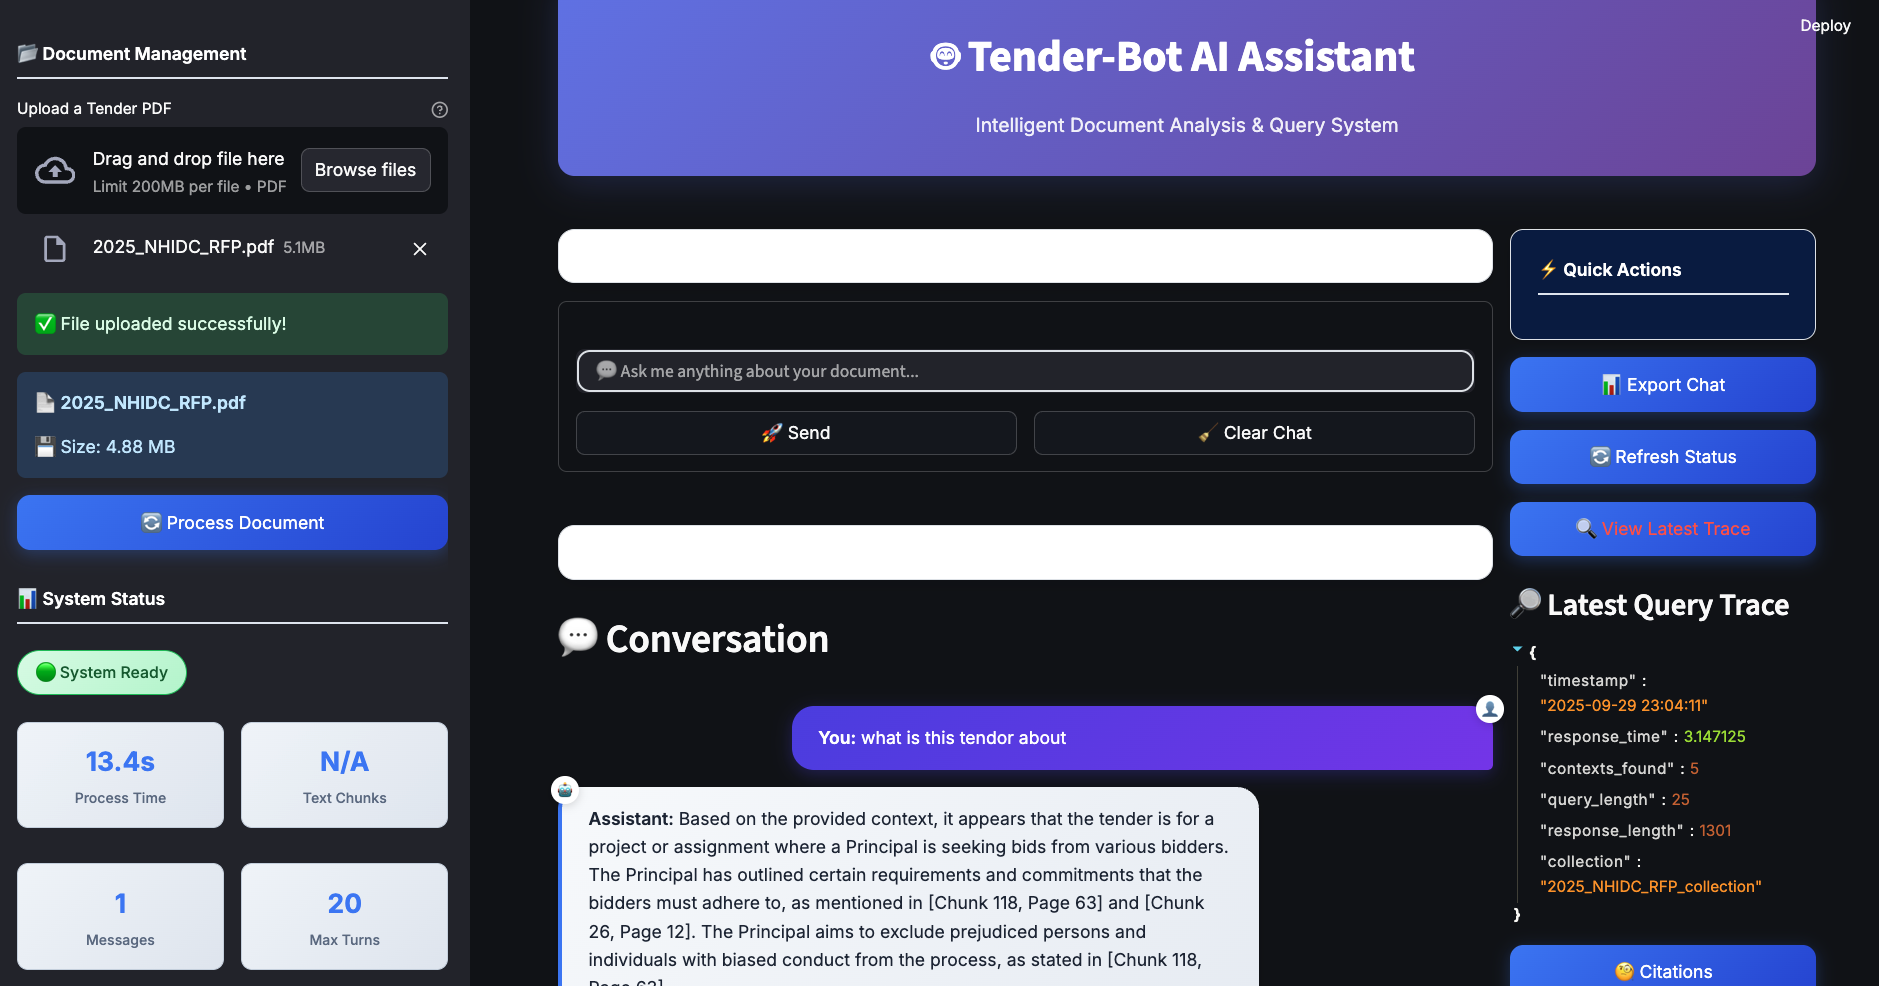 Document Management
Upload a Tender PDF
Drag and drop file here
Limit 200MB per file • PDF
Browse files
2025_NHIDC_RFP.pdf 5.1MB
File uploaded successfully!
2025_NHIDC_RFP.pdf
Size: 4.88 MB
Process Document
System Status
System Ready
13.4s
Process Time
N/A
Text Chunks
1
Messages
20
Max Turns
Deploy
Tender-Bot AI Assistant
Intelligent Document Analysis & Query System
Ask me anything about your document...
Send
Clear Chat
Conversation
You: what is this tendor about
Assistant: Based on the provided context, it appears that the tender is for a
project or assignment where a Principal is seeking bids from various bidders.
The Principal has outlined certain requirements and commitments that the
bidders must adhere to, as mentioned in [Chunk 118, Page 63] and [Chunk
26, Page 12]. The Principal aims to exclude prejudiced persons and
individuals with biased conduct from the process, as stated in [Chunk 118,
Page 63].
Quick Actions
Export Chat
Refresh Status
View Latest Trace
Latest Query Trace
{
"timestamp" :
"2025-09-29 23:04:11"
"response_time" : 3.147125
"contexts_found" : 5
"query_length" : 25
"response_length" : 1301
"collection" :
"2025_NHIDC_RFP_collection"
}
Citations